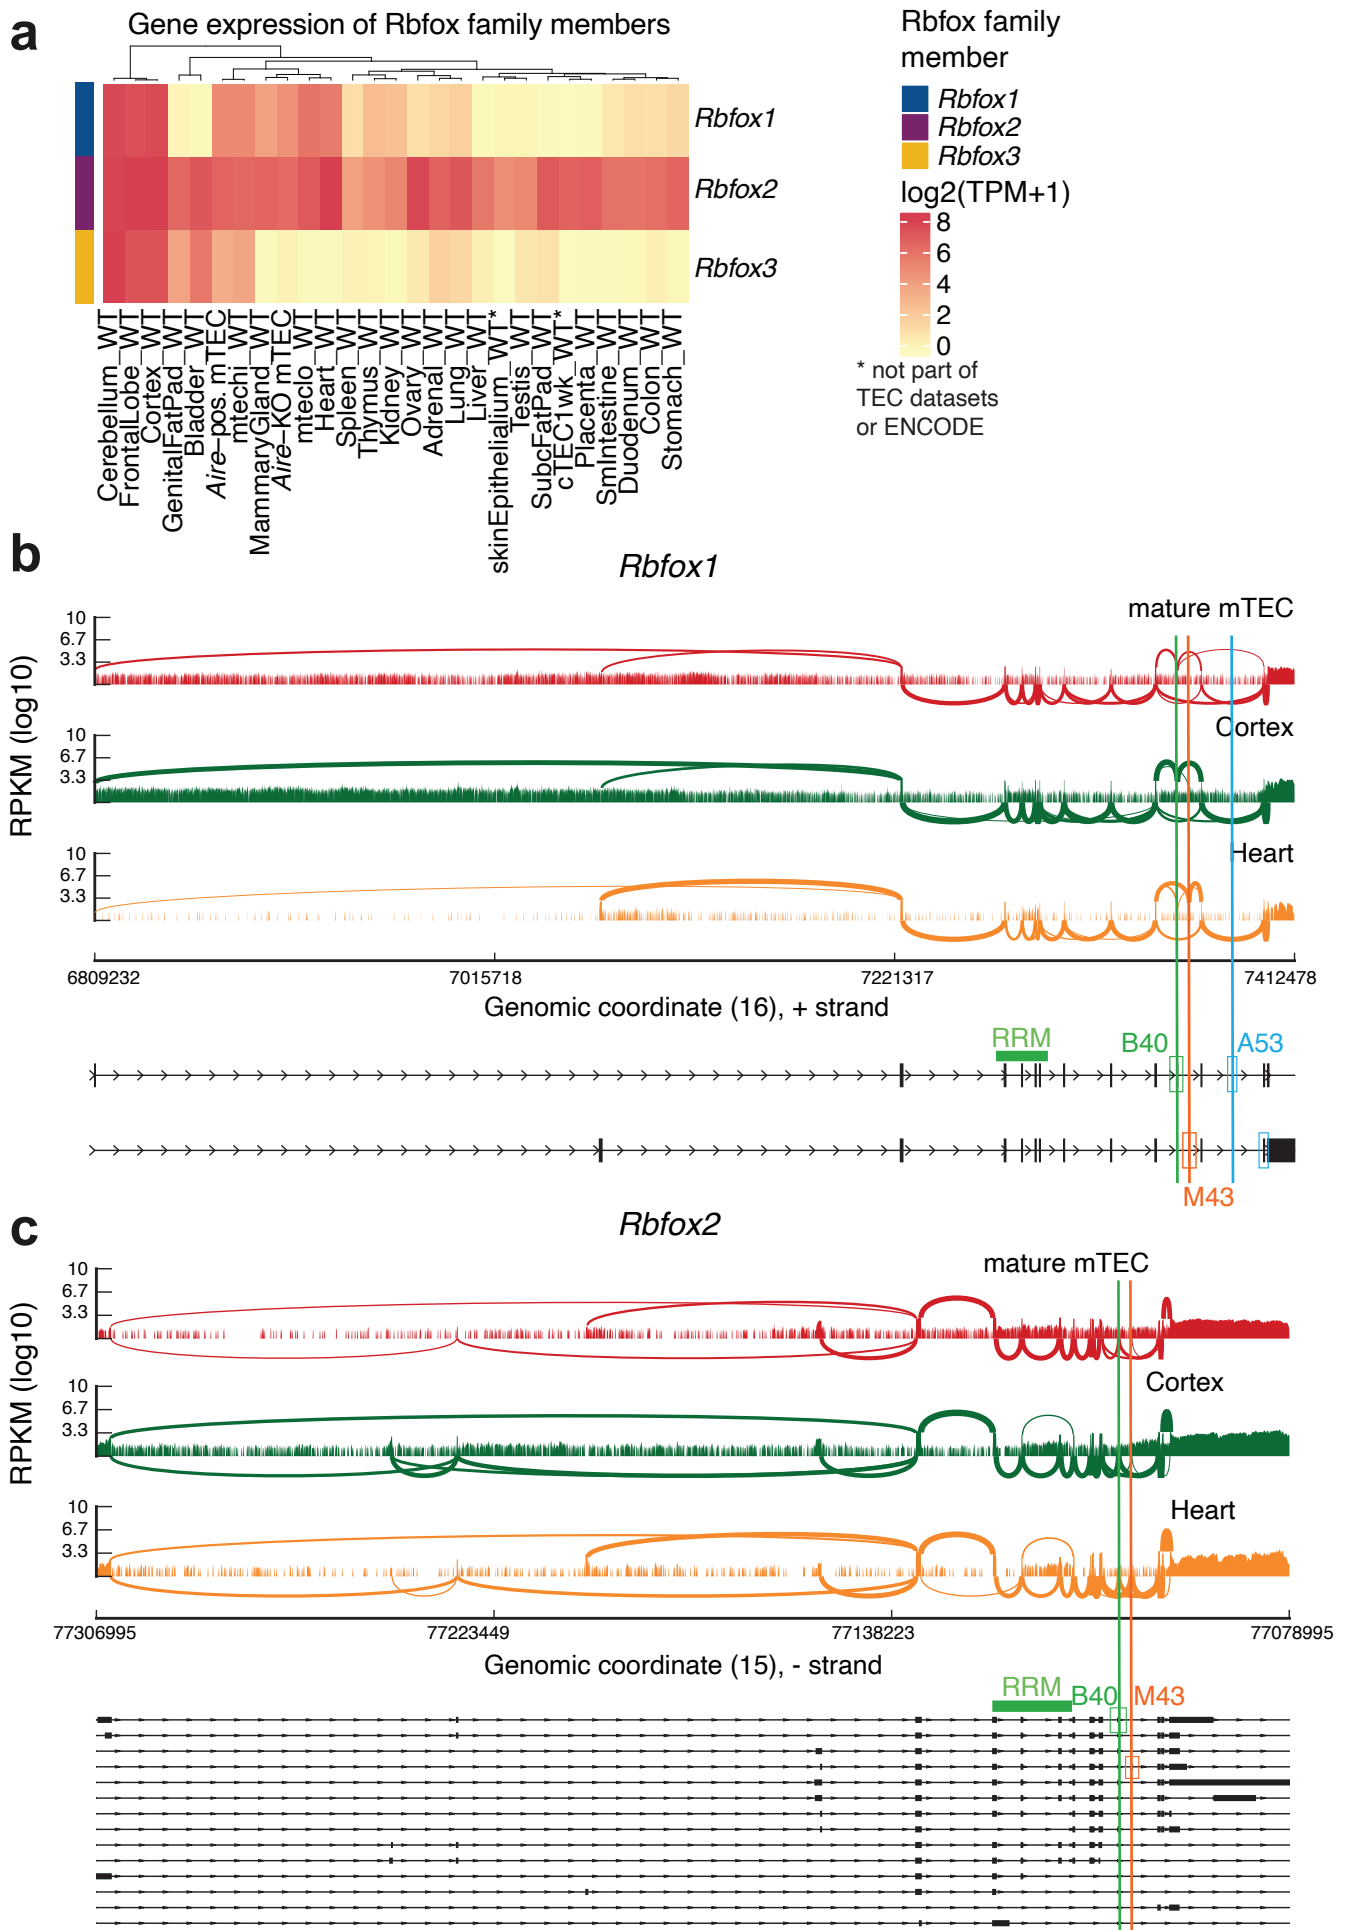 a
Gene expression of Rbfox family members
Rbfox family
member
Rbfox1
Rbfox2
Rbfox3
Rbfox1
Rbfox2
Rbfox3
log2(TPM+1)
8
6
4
2
0
* not part of
TEC datasets
or ENCODE
Cerebellum_WT
FrontalLobe_WT
Cortex_WT
GenitalFatPad_WT
Bladder_WT
Aire-pos. mTEC
mtechi_WT
MammaryGland_WT
Aire-KO mTEC
mteclo_WT
Heart_WT
Spleen_WT
Thymus_WT
Kidney_WT
Ovary_WT
Adrenal_WT
Lung_WT
Liver_WT
skinEpithelialium_WT*
Testis_WT
SubcFatPad_WT
cTEC1wk_WT*
Placenta_WT
SmIntestine_WT
Duodenum_WT
Colon_WT
Stomach_WT
b
Rbfox1
RPKM (log10)
mature mTEC
10
6.7
3.3
Cortex
10
6.7
3.3
Heart
10
6.7
3.3
6809232
7015718
7221317
7412478
Genomic coordinate (16), + strand
RRM
B40
A53
M43
c
Rbfox2
RPKM (log10)
mature mTEC
10
6.7
3.3
Cortex
10
6.7
3.3
Heart
10
6.7
3.3
77306995
77223449
77138223
77078995
Genomic coordinate (15), - strand
RRM
B40
M43